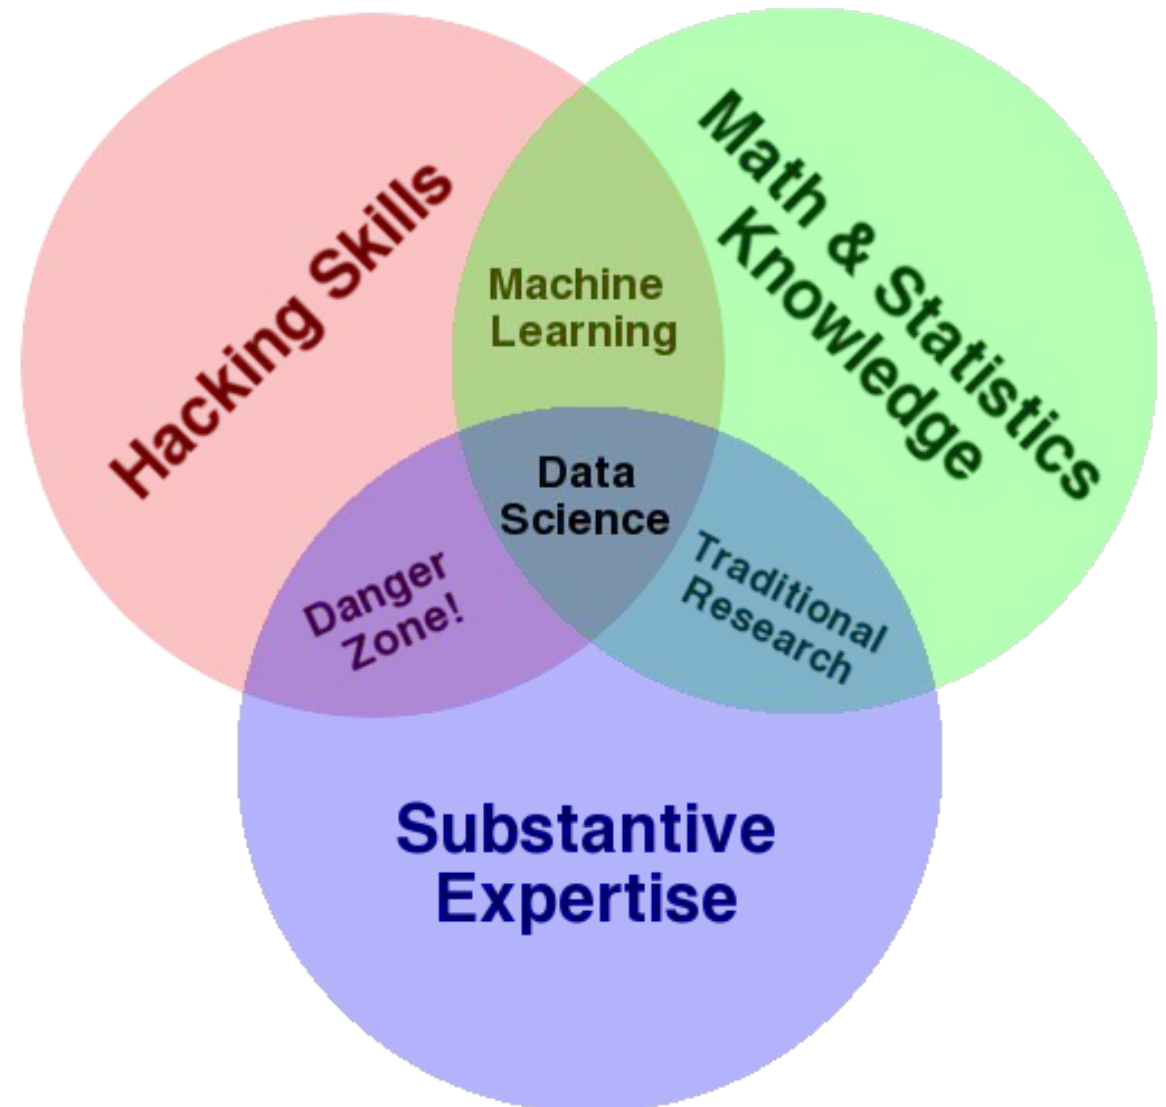 Hacking Skills
Math & Statistics
Knowledge
Machine
Learning
Data
Science
Danger
Zone!
Traditional
Research
Substantive
Expertise